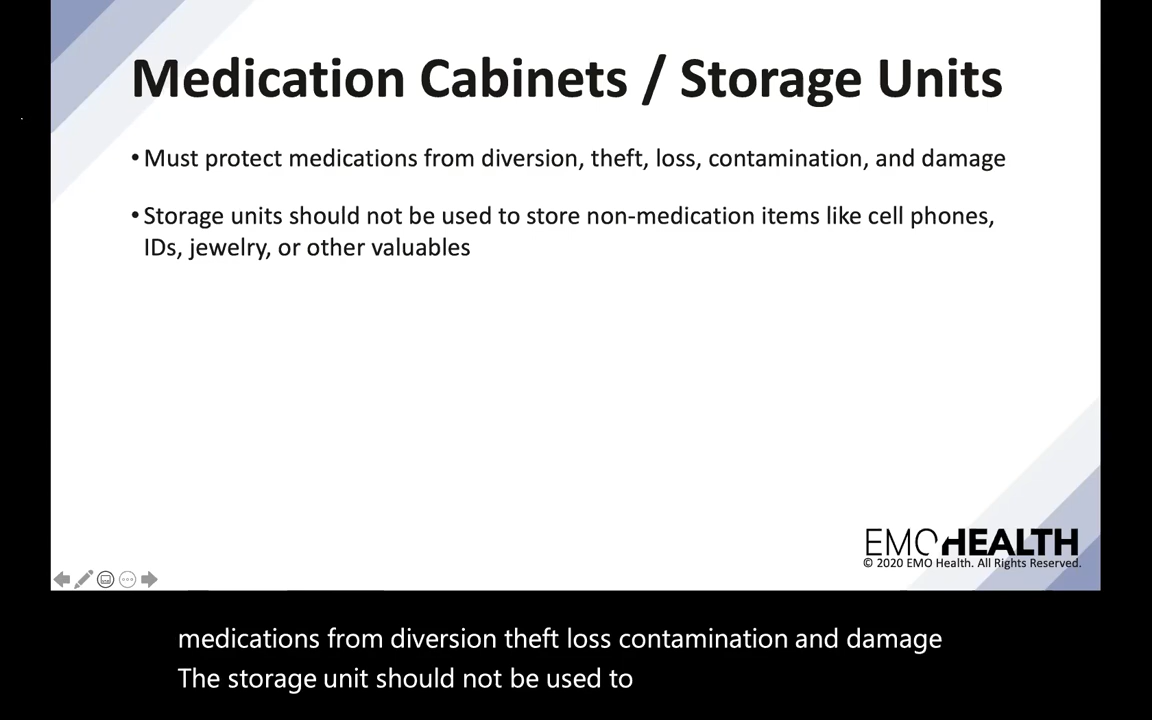 Medication Cabinets / Storage Units
• Must protect medications from diversion, theft, loss, contamination, and damage
• Storage units should not be used to store non-medication items like cell phones,
IDs, jewelry, or other valuables
EMOHEALTH
© 2020 EMO Health. All Rights Reserved.
medications from diversion theft loss contamination and damage
The storage unit should not be used to